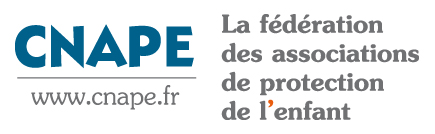 CNAPE
www.cnape.fr
La fédération
des associations
de protection
de l'enfant